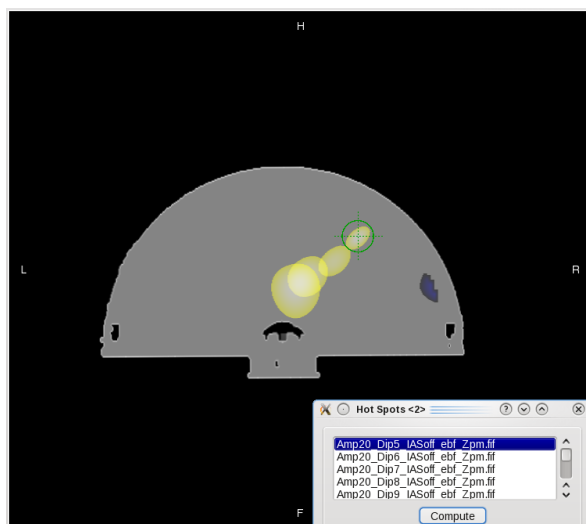 H
L
R
F
Hot Spots <2>
Amp20_Dip5_IASoff_ebf_Zpm.fif
Amp20_Dip6_IASoff_ebf_Zpm.fif
Amp20_Dip7_IASoff_ebf_Zpm.fif
Amp20_Dip8_IASoff_ebf_Zpm.fif
Amp20_Dip9_IASoff_ebf_Zpm.fif
Compute